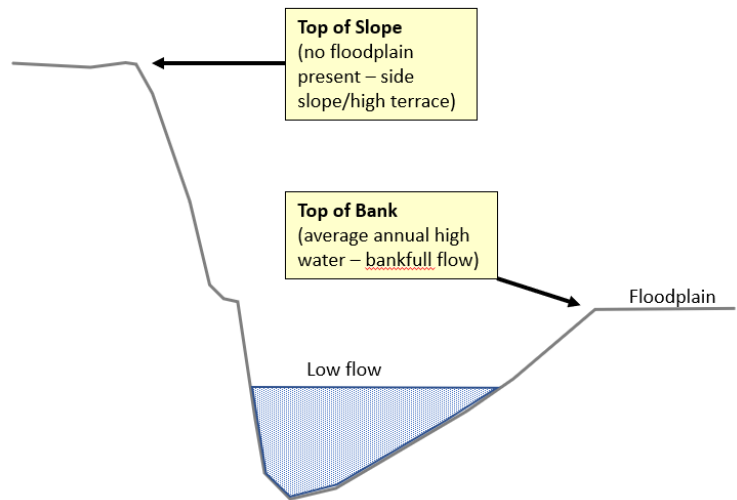 Top of Slope
(no floodplain
present – side
slope/high terrace)
Top of Bank
(average annual high
water – bankfull flow)
Floodplain
Low flow